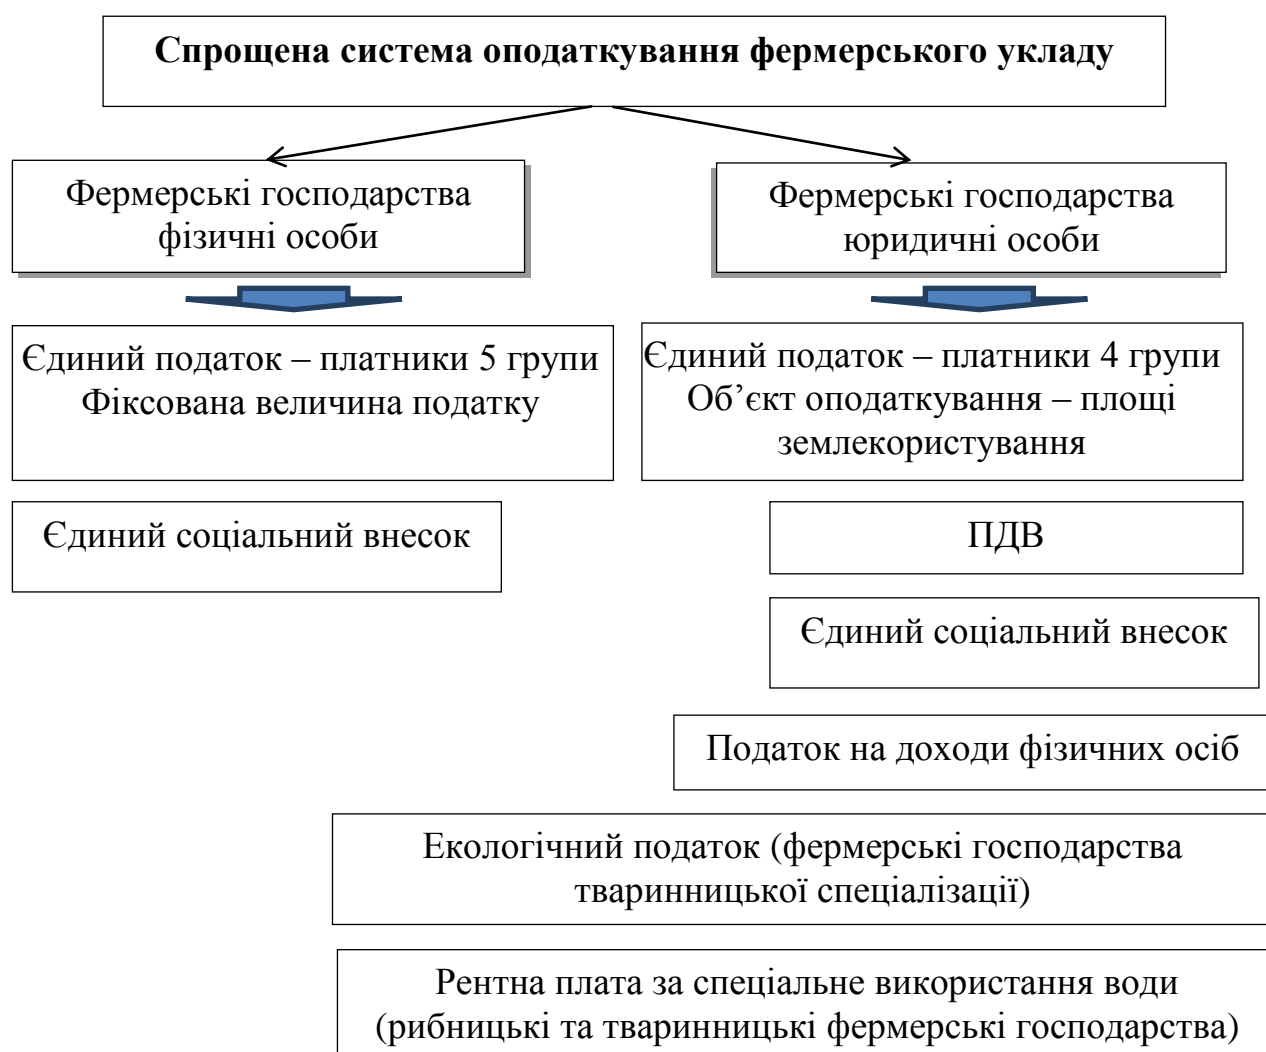 Спрощена система оподаткування фермерського укладу
Фермерські господарства
фізичні особи
Фермерські господарства
юридичні особи
Єдиний податок – платники 5 групи
Фіксована величина податку
Єдиний податок – платники 4 групи
Об’єкт оподаткування – площі
землекористування
Єдиний соціальний внесок
ПДВ
Єдиний соціальний внесок
Податок на доходи фізичних осіб
Екологічний податок (фермерські господарства
тваринницької спеціалізації)
Рентна плата за спеціальне використання води
(рибницькі та тваринницькі фермерські господарства)